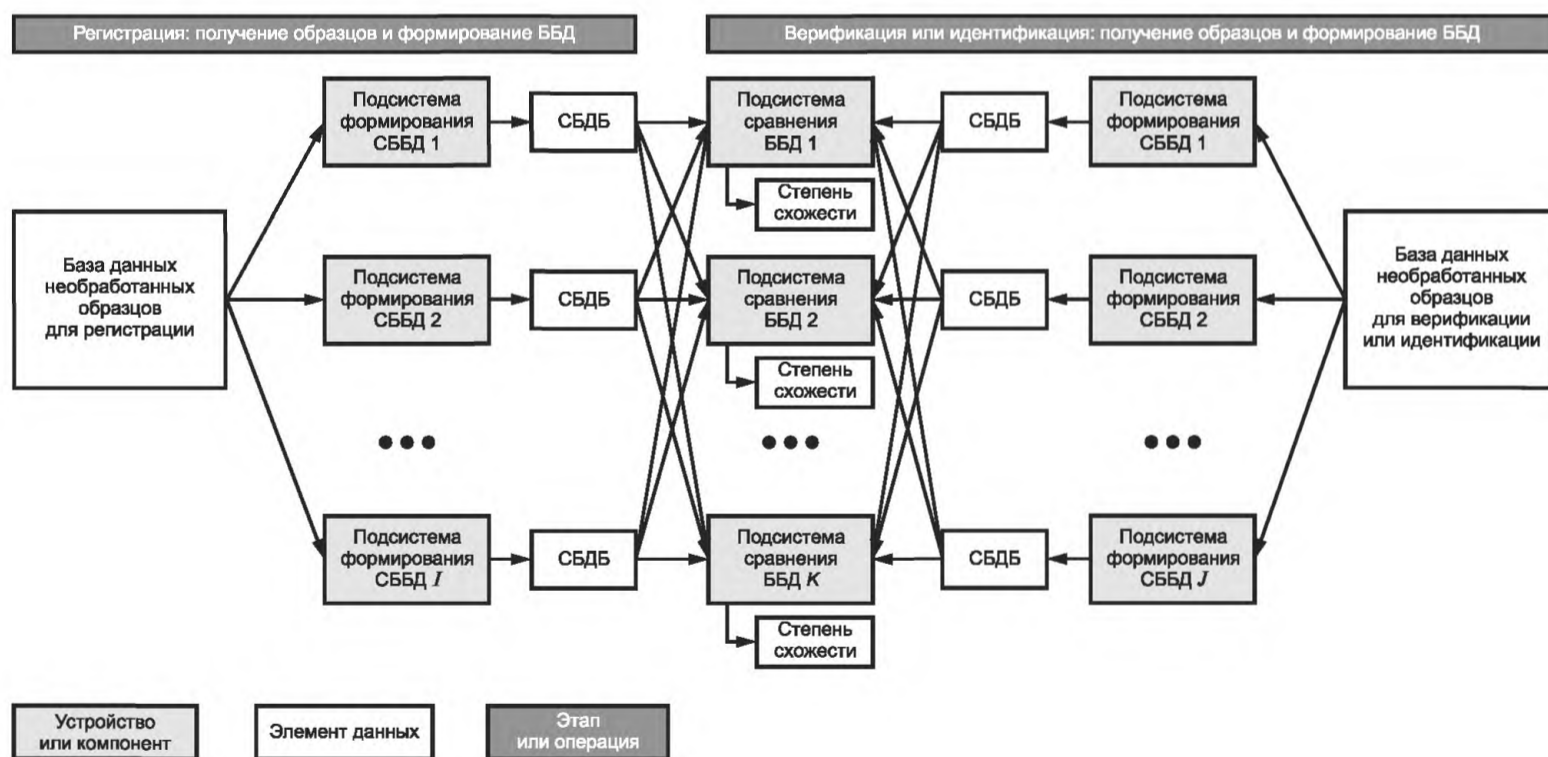 Регистрация: получение образцов и формирование ББД
Верификация или идентификация: получение образцов и формирование ББД
Подсистема
формирования
СББД 1
СБДБ
Подсистема
сравнения
ББД 1
СБДБ
Подсистема
формирования
СББД 1
Степень
схожести
База данных
необработанных
образцов
для регистрации
Подсистема
формирования
СББД 2
СБДБ
Подсистема
сравнения
ББД 2
СБДБ
Подсистема
формирования
СББД 2
База данных
необработанных
образцов
для верификации
или идентификации
Степень
схожести
Подсистема
формирования
СББД I
СБДБ
Подсистема
сравнения
ББД K
СБДБ
Подсистема
формирования
СББД J
Степень
схожести
Устройство
или компонент
Элемент данных
Этап
или операция